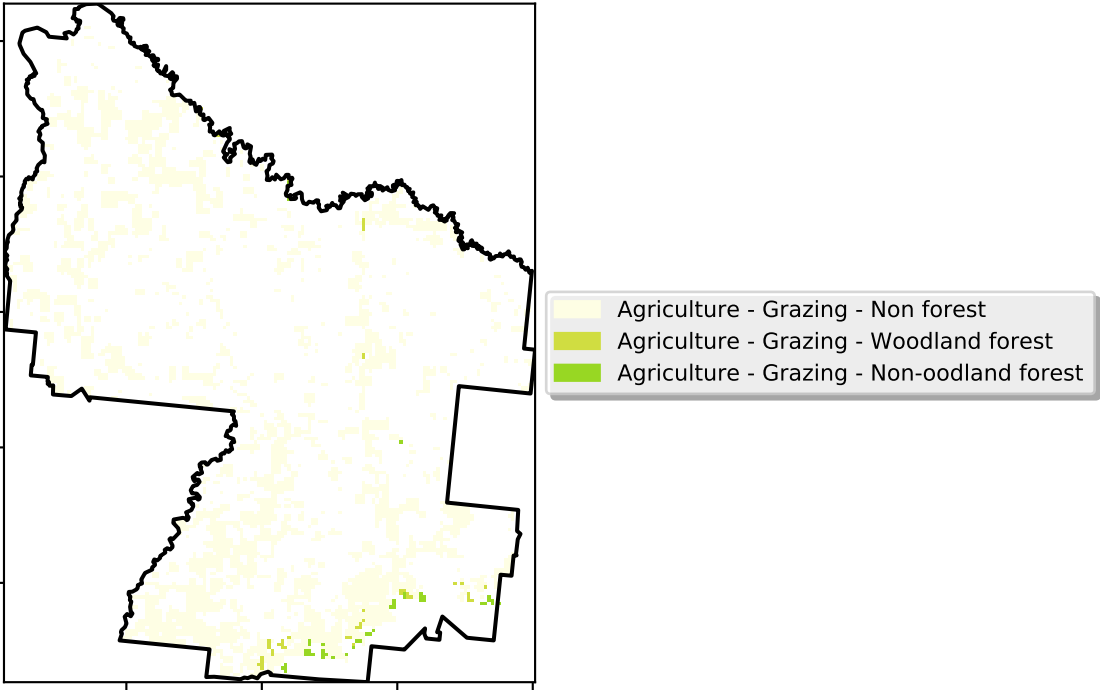 Agriculture - Grazing - Non forest
Agriculture - Grazing - Woodland forest
Agriculture - Grazing - Non-oodland forest